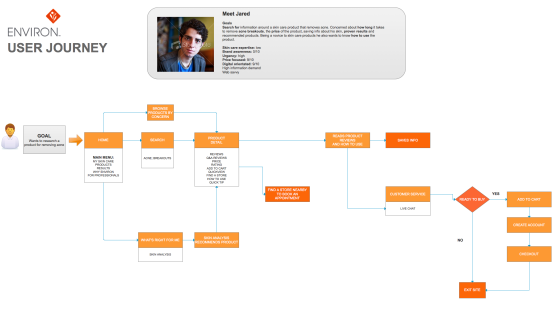 ENVIRON.
USER JOURNEY
Meet Jared
Goals
Search for information around a skin care product that removes acne. Concerned about how long it takes
to remove acne breakouts, the price of the product, saving info about his skin, proven results and
recommended products. Being a novice to skin care products he also wants to know how to use the
product.
Skin care expertise: low
Brand awareness: 0/10
Urgency: high
Price focused: 8/10
Digital orientated: 9/10
High information demand
Web savvy
GOAL
Wants to research a
product for removing acne
BROWSE
PRODUCTS BY
CONCERN
HOME
MAIN MENU:
MY SKIN CARE
PRODUCTS
RESULTS
WHY ENVIRON
FOR PROFESSIONALS
SEARCH
ACNE BREAKOUTS
PRODUCT
DETAIL
REVIEWS
Q&A REVIEWS
PRICE
RATING
ADD TO CART
QUICKVIEW
FIND A STORE
HOW TO USE
QUICK TIP
READS PRODUCT
REVIEWS
AND HOW TO USE
SAVES INFO
FIND A STORE NEARBY
TO BOOK AN
APPOINTMENT
CUSTOMER SERVICE
LIVE CHAT
READY TO BUY
YES
NO
ADD TO CART
CREATE ACCOUNT
CHECKOUT
EXIT SITE
WHAT'S RIGHT FOR ME
SKIN ANALYSIS
SKIN ANALYZER
RECOMMENDS PRODUCT